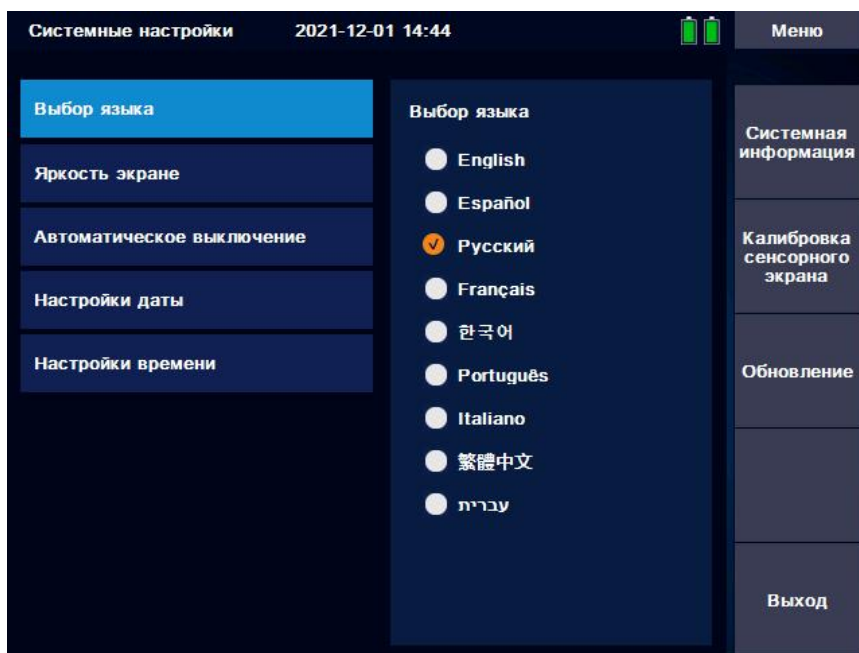 Системные настройки 2021-12-01 14:44
Меню
Выбор языка
Яркость экране
Автоматическое выключение
Настройки даты
Настройки времени
Выбор языка
English
Español
Русский
Français
한국어
Português
Italiano
繁體中文
עברית
Системная
информация
Калибровка
сенсорного
экрана
Обновление
Выход